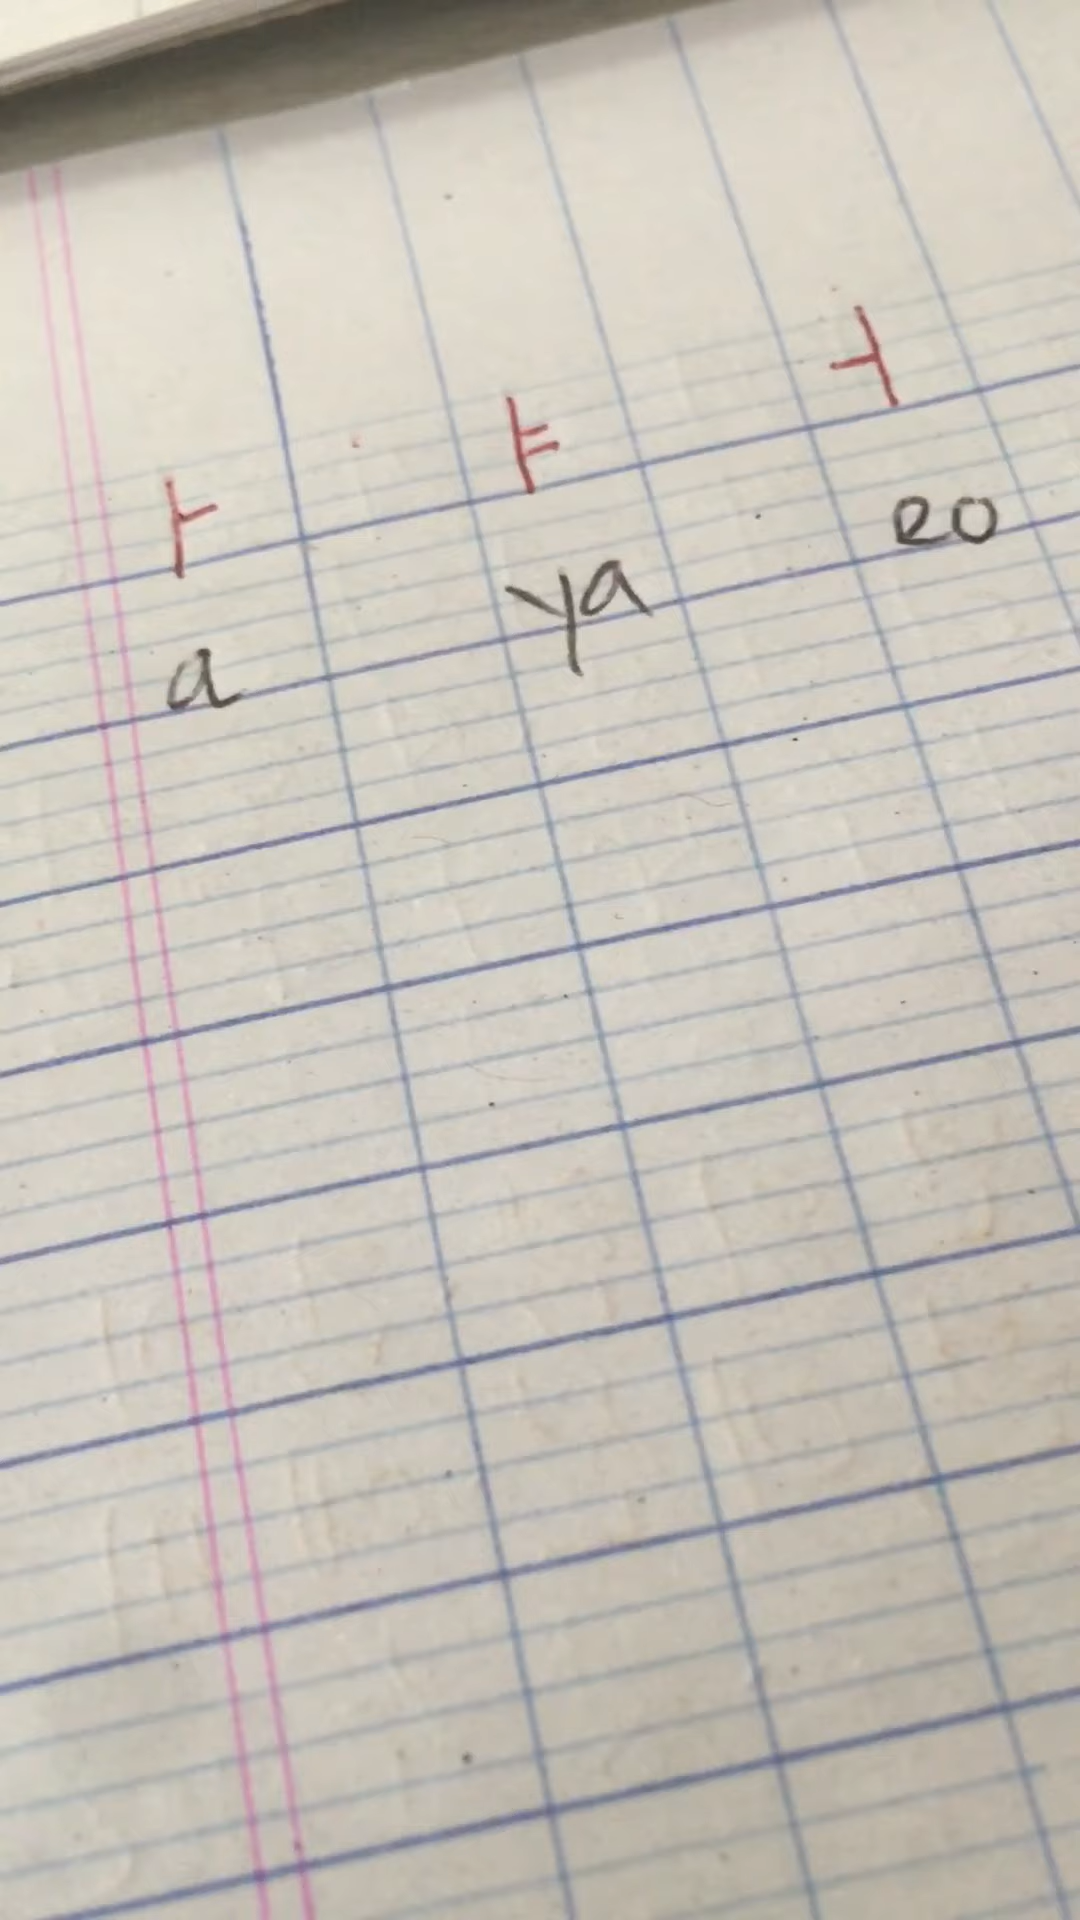 ㅏ ㅑ ㅓ
a ya eo